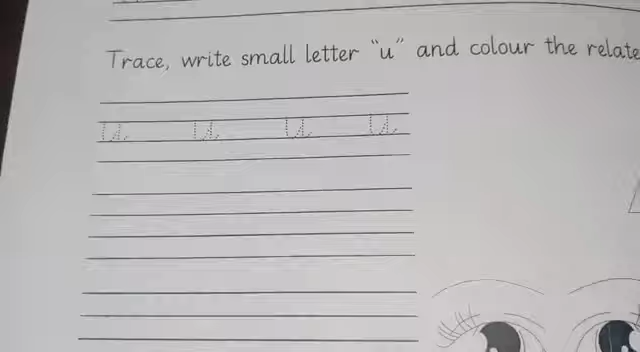 Trace, write small letter "u" and colour the relate
u u u u